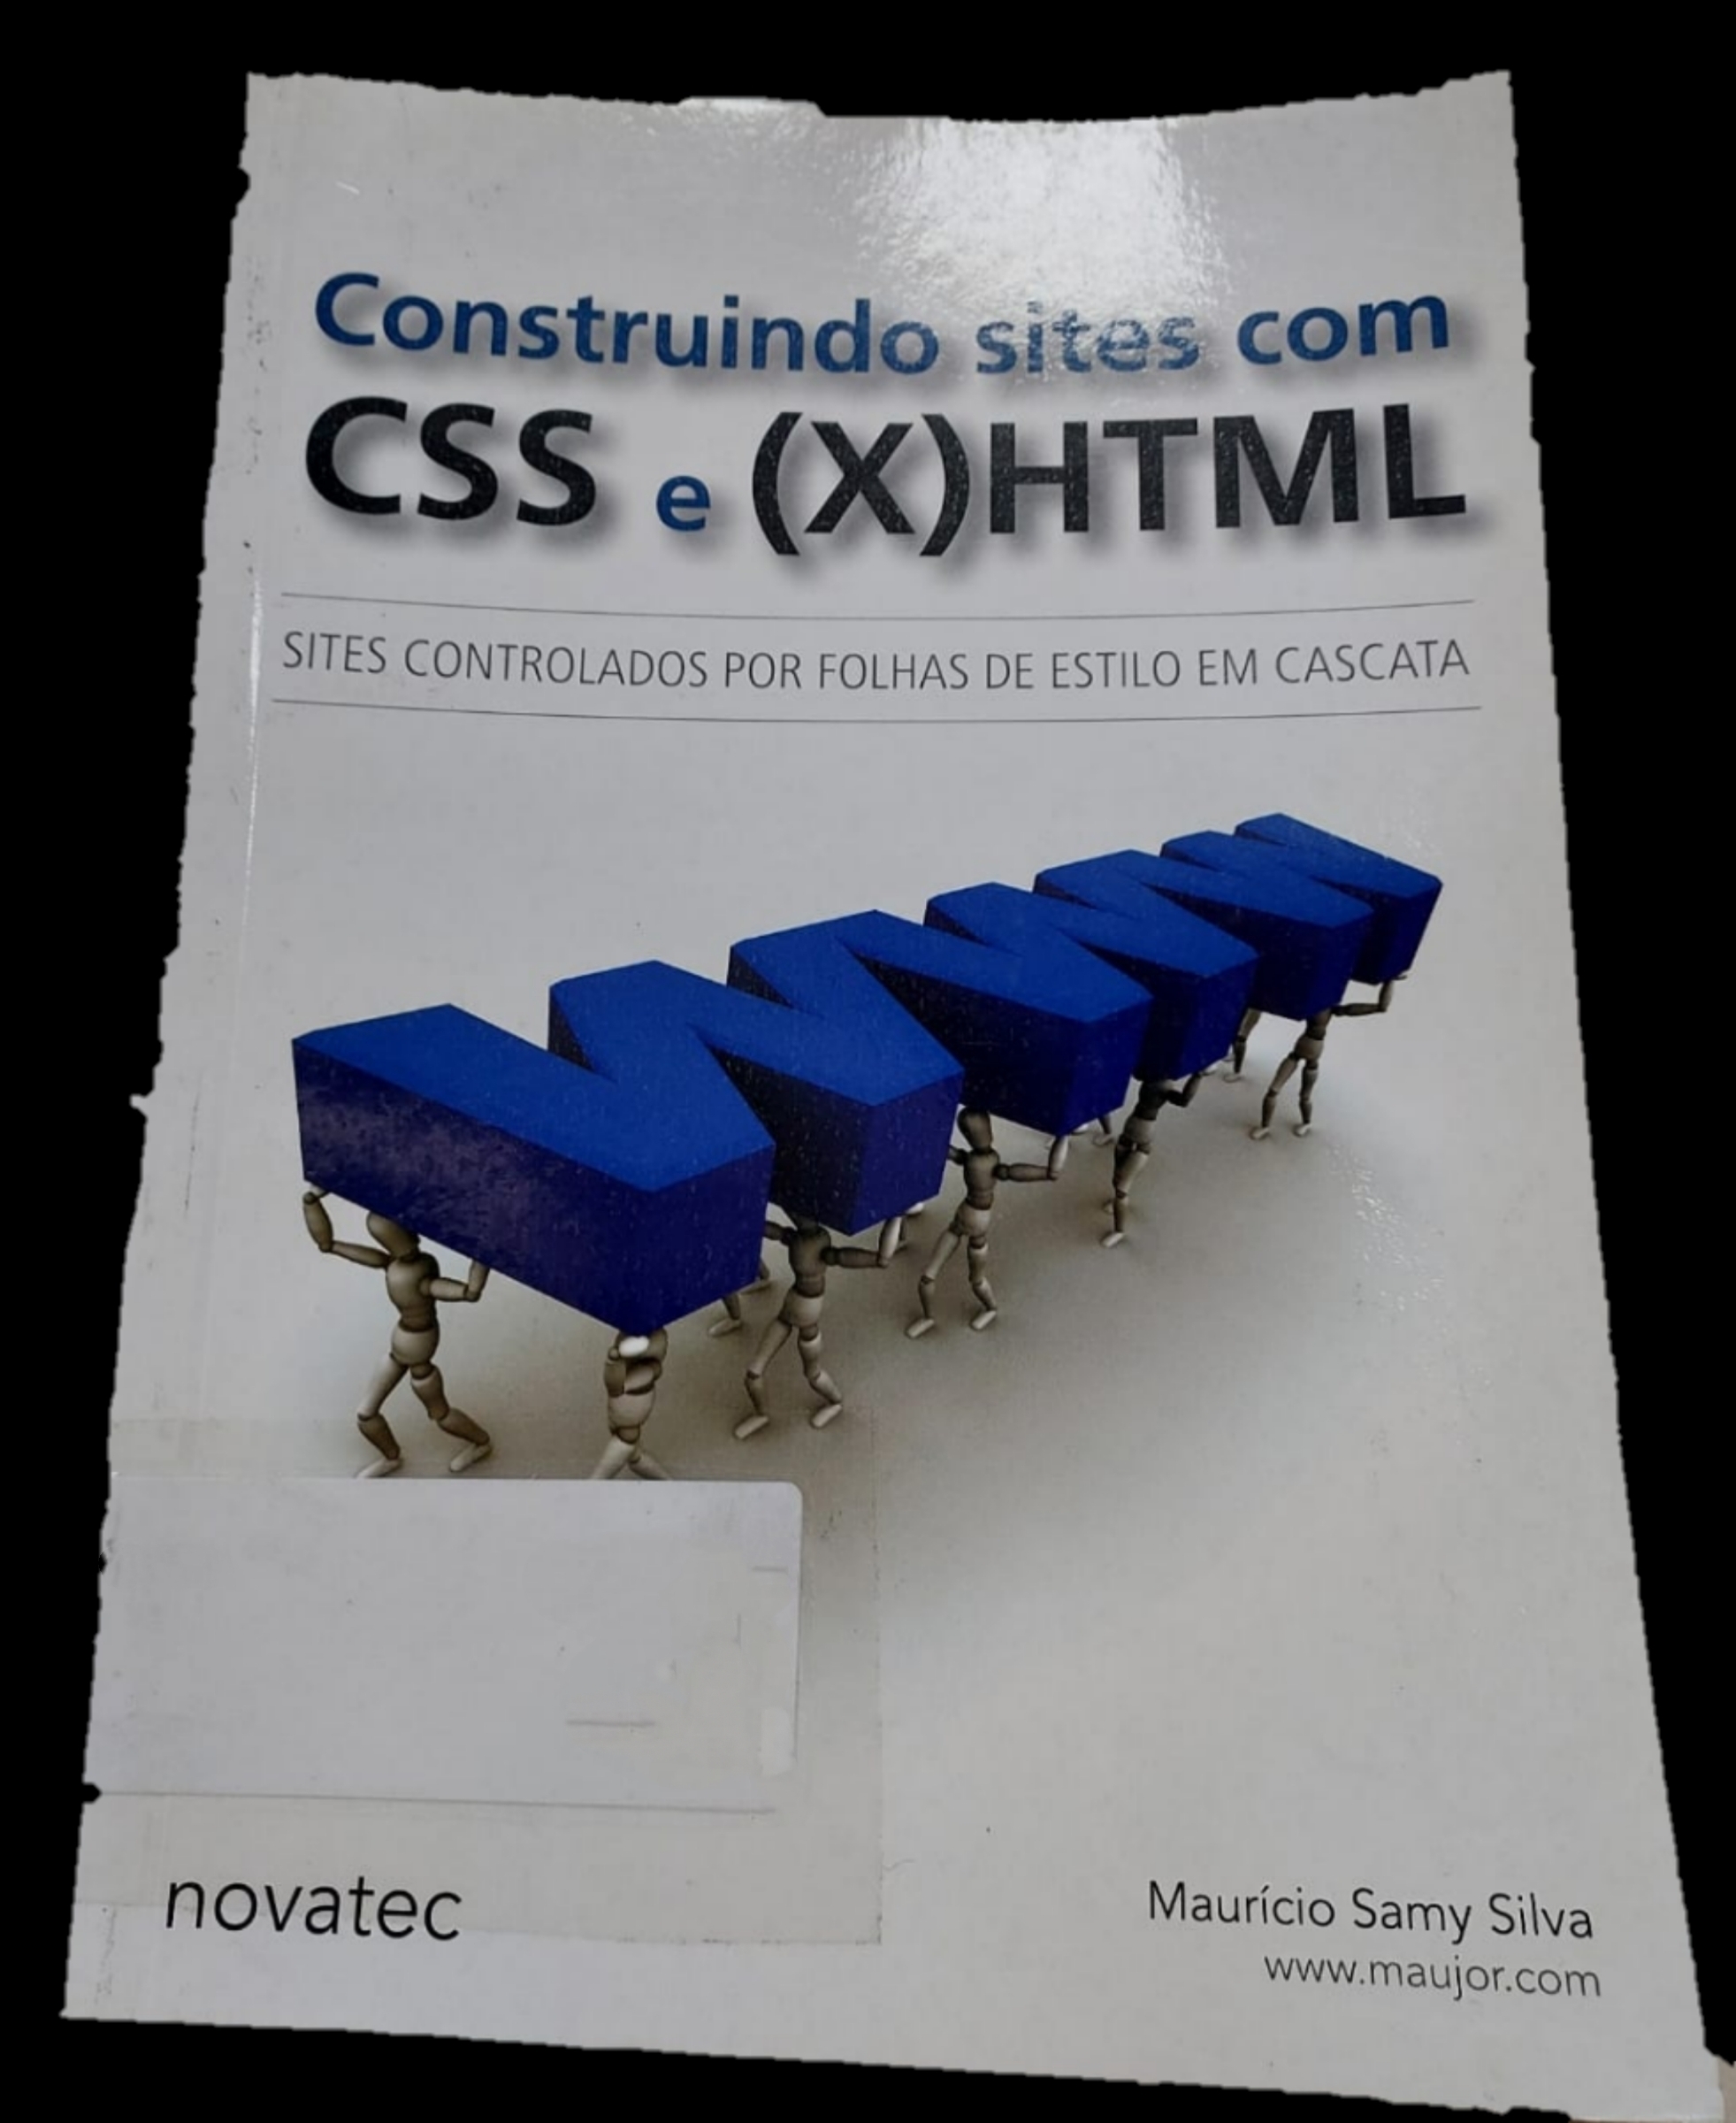 Construindo sites com
CSS e (X)HTML
SITES CONTROLADOS POR FOLHAS DE ESTILO EM CASCATA
WWW
novatec
Maurício Samy Silva
www.maujor.com